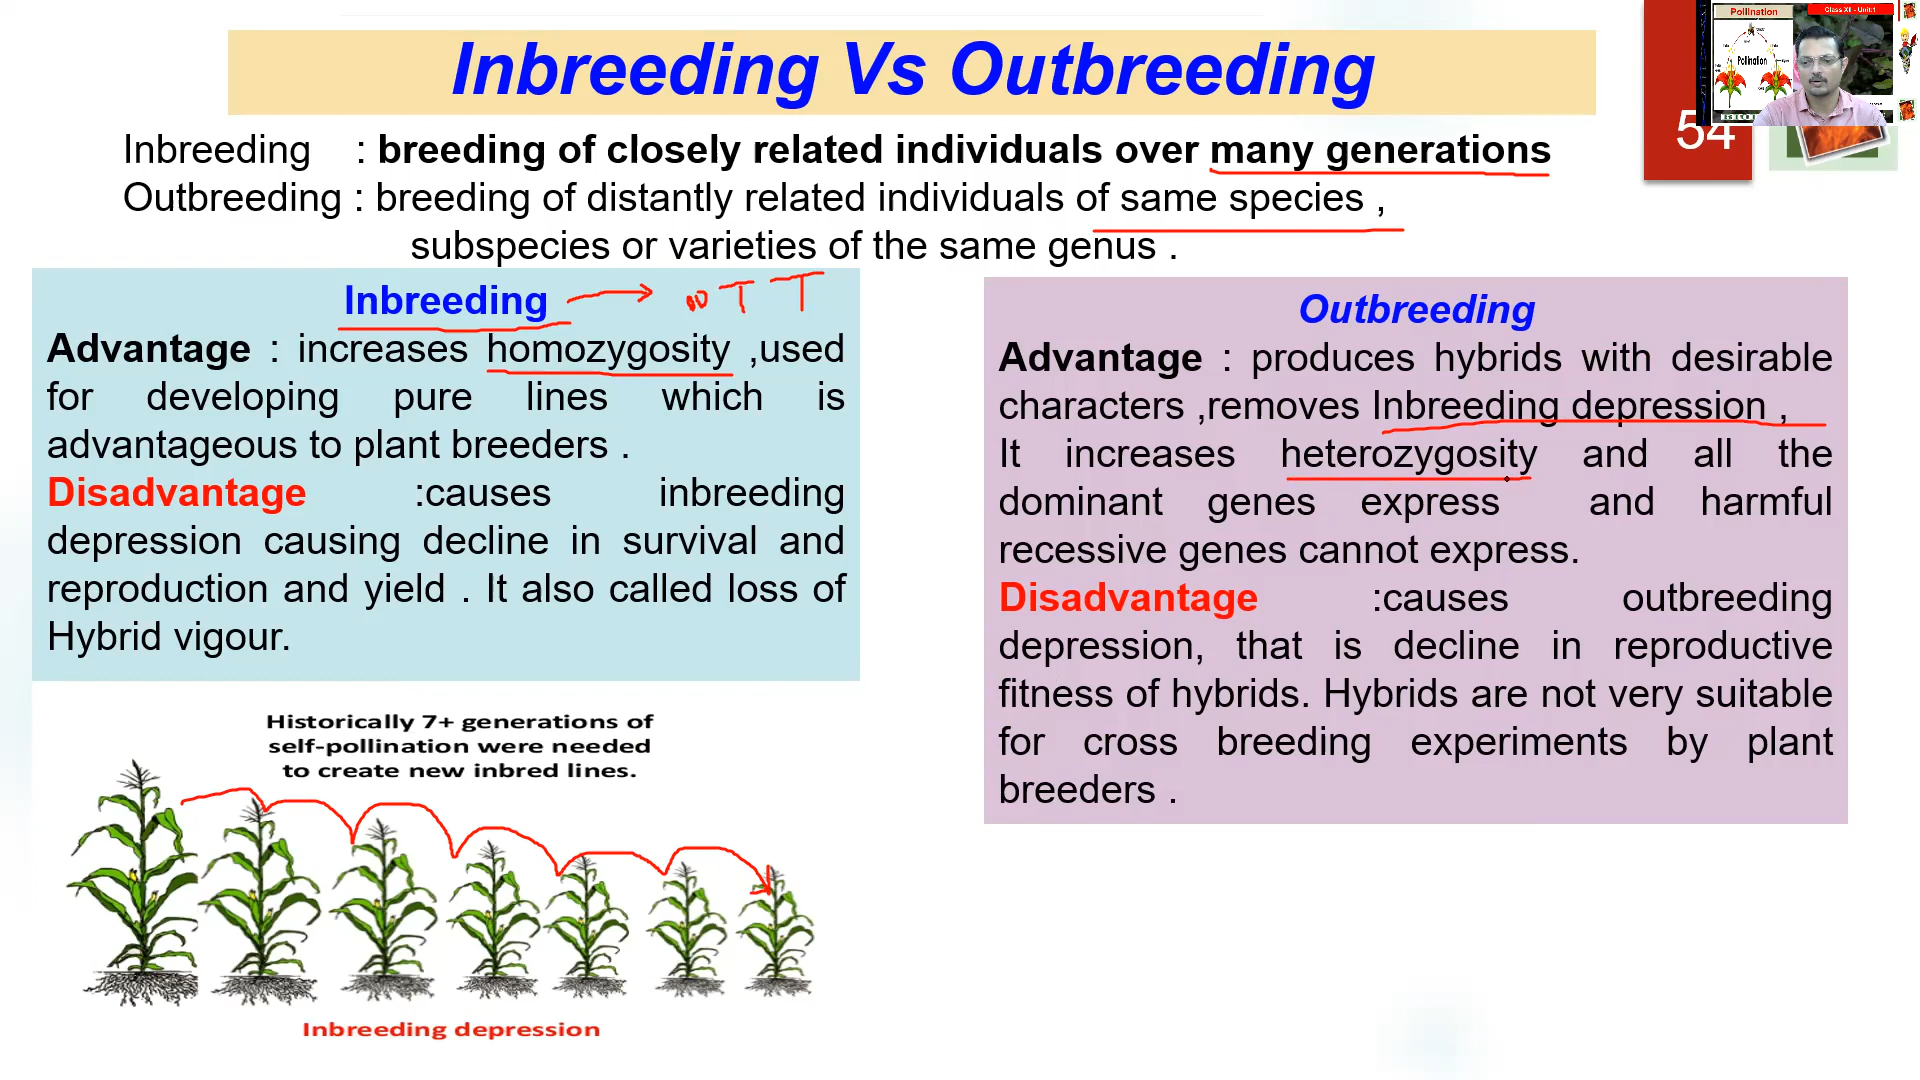 Inbreeding Vs Outbreeding
Pollination
Class XII - Unit:1
Pollination
54
Inbreeding : breeding of closely related individuals over many generations
Outbreeding : breeding of distantly related individuals of same species ,
subspecies or varieties of the same genus .
Inbreeding
T T
Advantage : increases homozygosity ,used
for developing pure lines which is
advantageous to plant breeders .
Disadvantage :causes inbreeding
depression causing decline in survival and
reproduction and yield . It also called loss of
Hybrid vigour.
Historically 7+ generations of
self-pollination were needed
to create new inbred lines.
Inbreeding depression
Outbreeding
Advantage : produces hybrids with desirable
characters ,removes Inbreeding depression ,
It increases heterozygosity and all the
dominant genes express and harmful
recessive genes cannot express.
Disadvantage :causes outbreeding
depression, that is decline in reproductive
fitness of hybrids. Hybrids are not very suitable
for cross breeding experiments by plant
breeders .